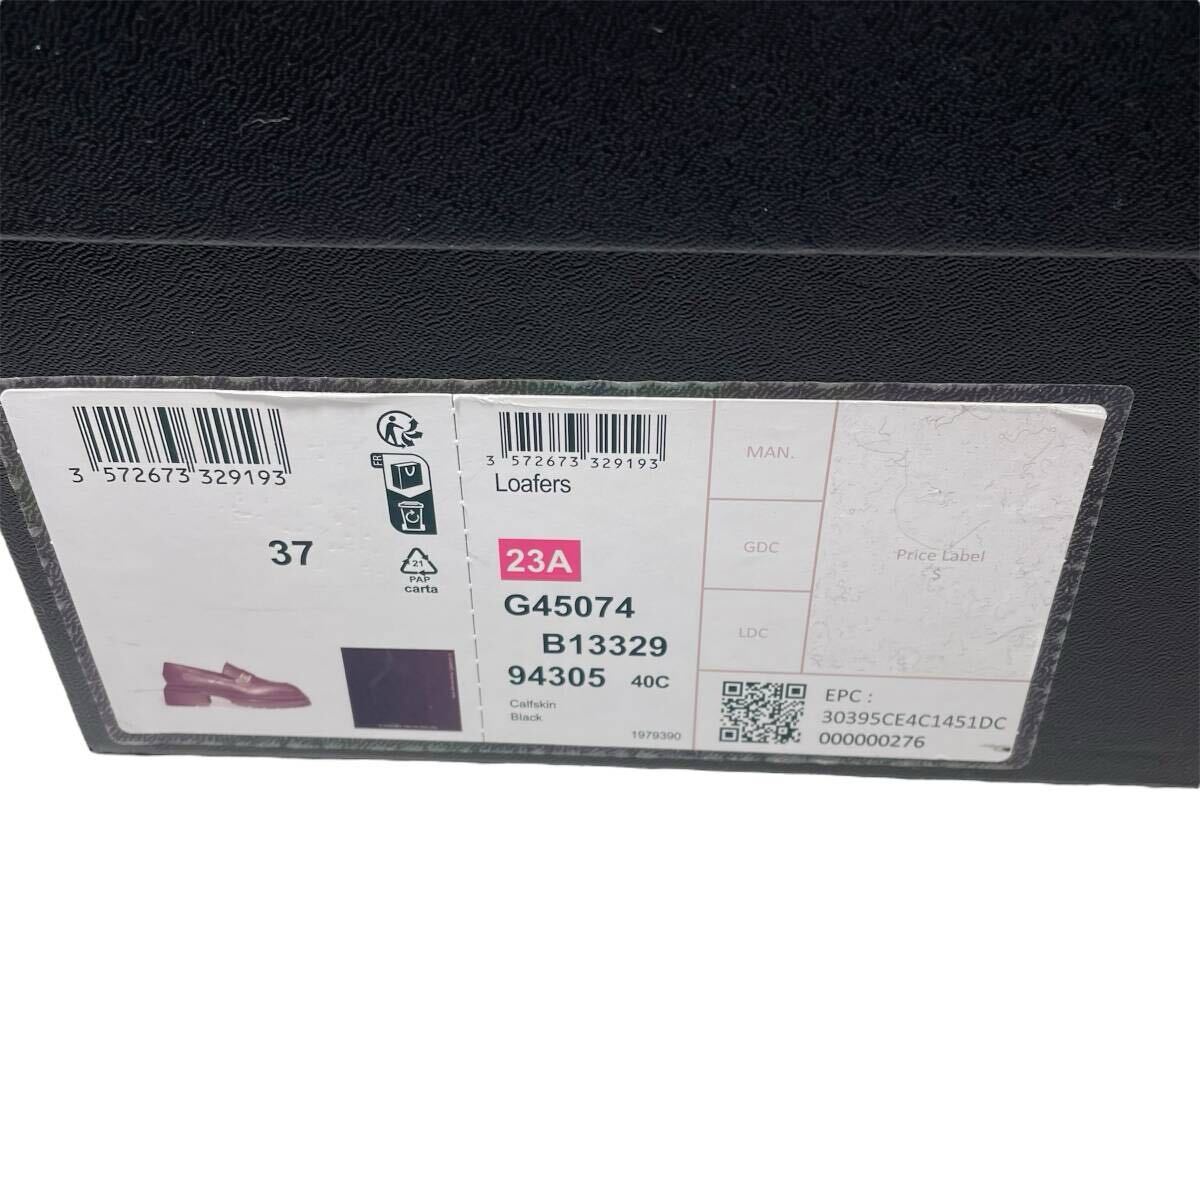 3 572673 329193
FR
37
21
PAP
carta
3 572673 329193
Loafers
23A
G45074
B13329
94305 40C
Calfskin
Black
1979390
MAN.
GDC
LDC
Price Label
$
EPC :
30395CE4C1451DC
000000276